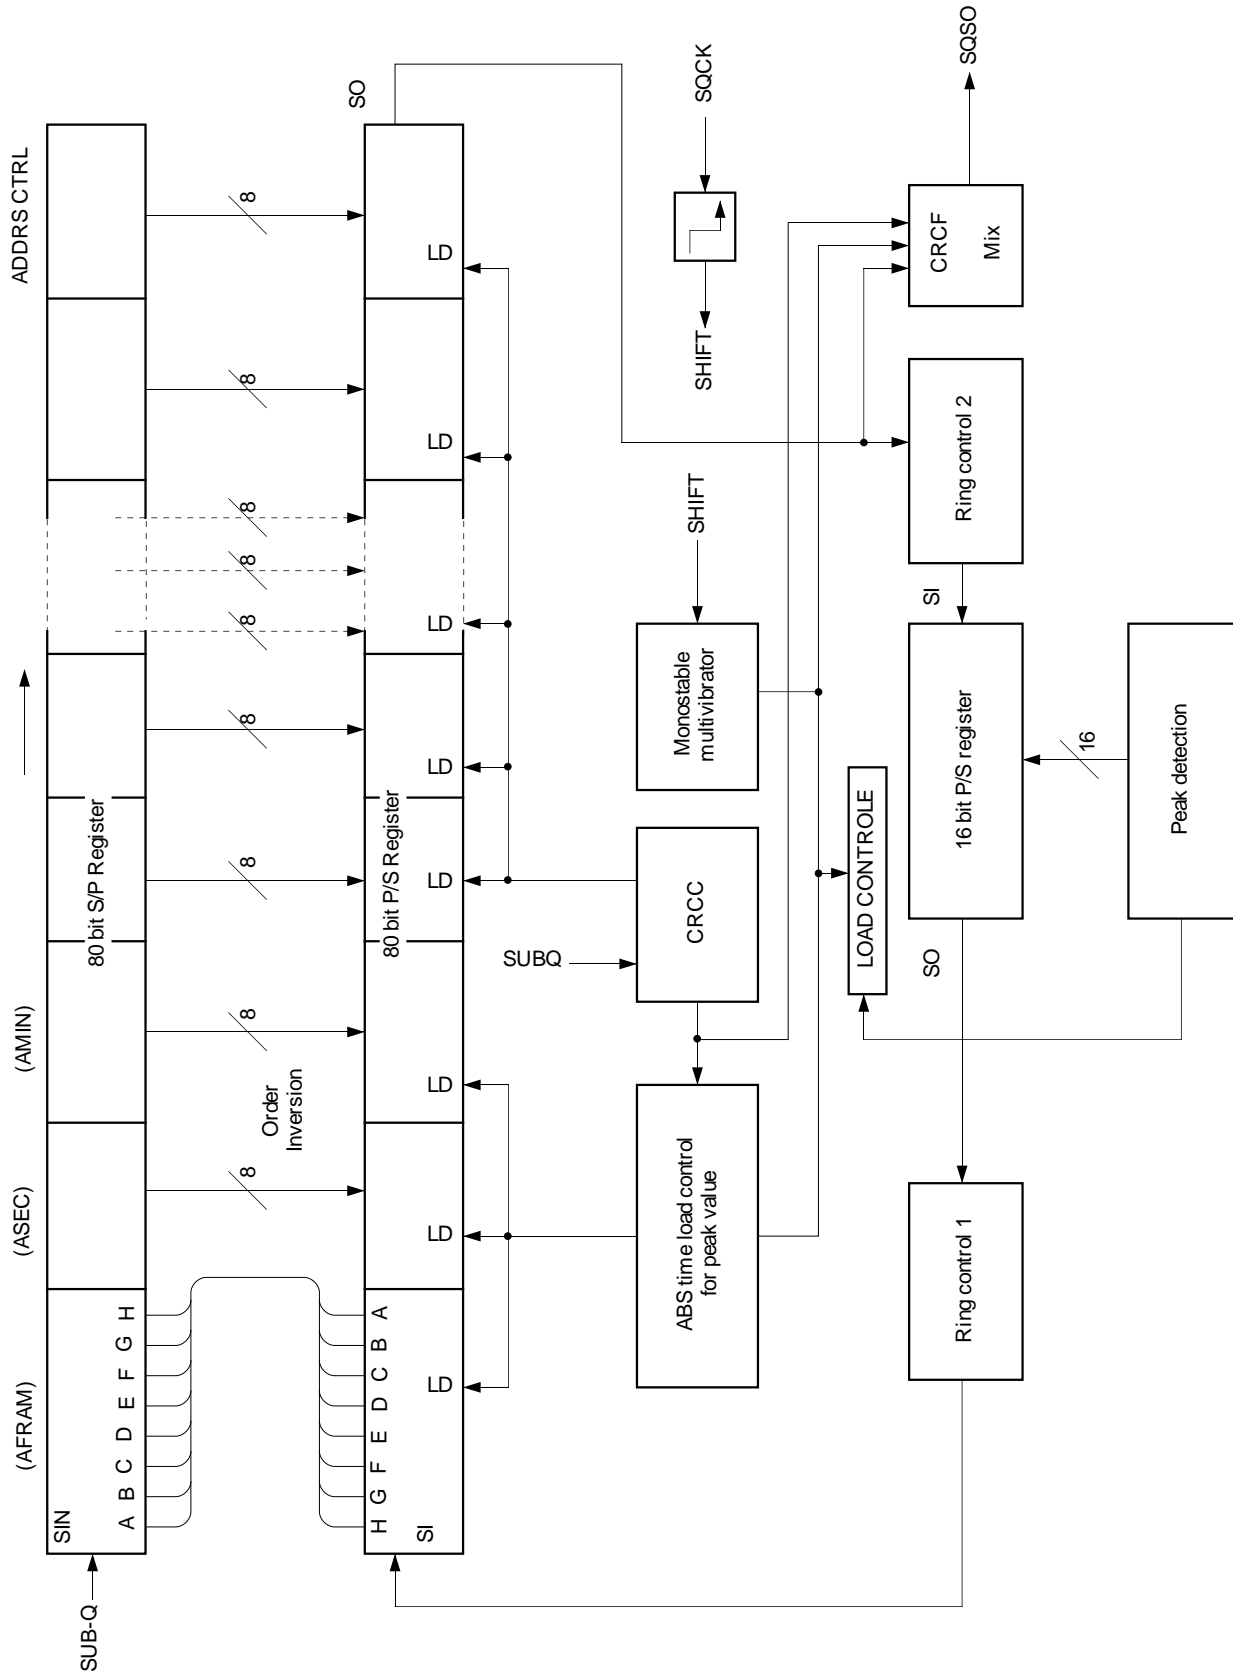 ADDRS CTRL
(AMIN)
(ASEC)
(AFRAM)
SUB-Q
SIN
A B C D E F G H
80 bit S/P Register
8
8
8
8
8
8
8
8
8
Order
Inversion
SO
80 bit P/S Register
LD
LD
LD
LD
LD
LD
LD
LD
H G F E D C B A
SI
SQCK
SHIFT
SHIFT
Monostable
multivibrator
CRCC
SUBQ
ABS time load control
for peak value
LOAD CONTROLE
SQSO
CRCF
Mix
Ring control 2
SI
16 bit P/S register
SO
16
Peak detection
Ring control 1